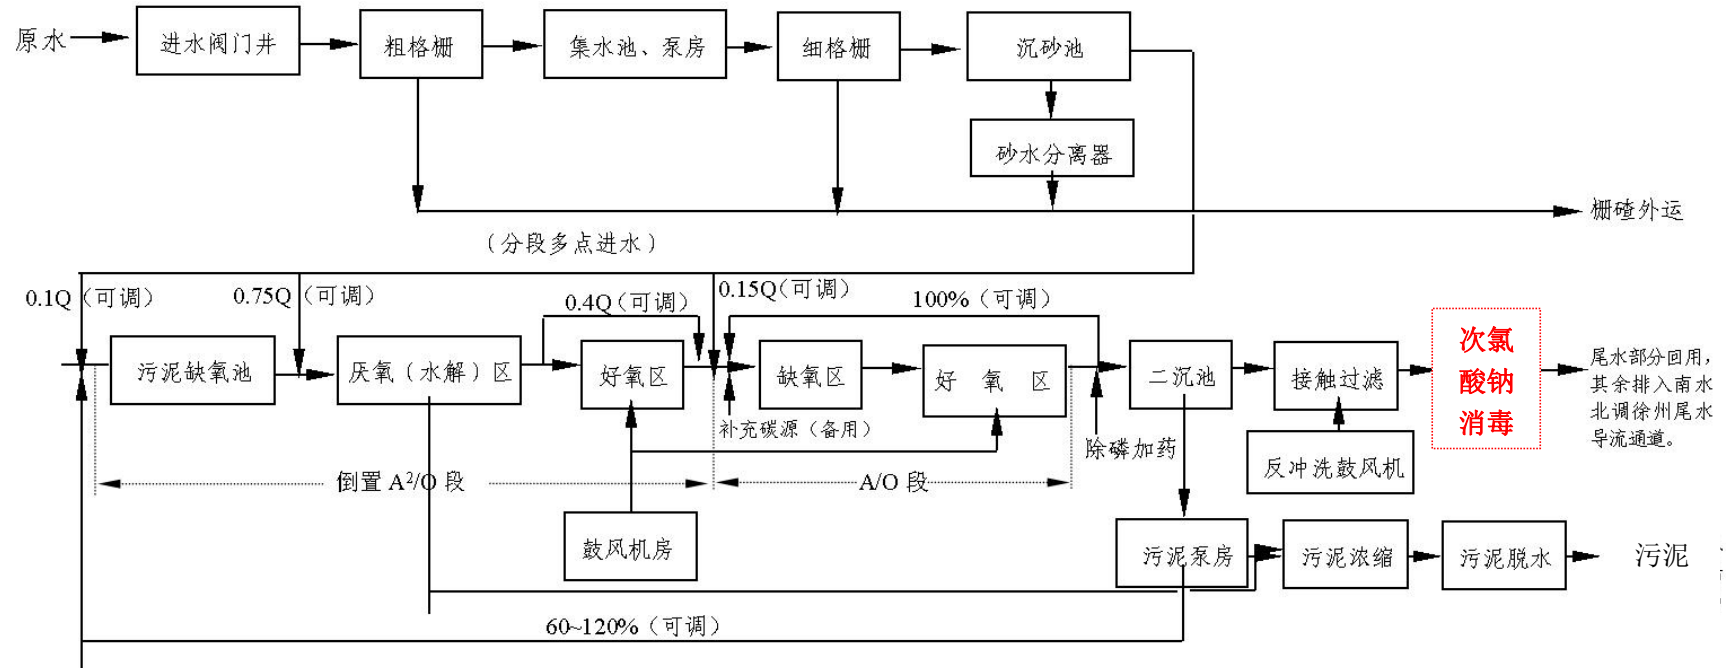 原水
进水阀门井
粗格栅
集水池、泵房
细格栅
沉砂池
砂水分离器
栅碴外运
（分段多点进水）
0.1Q（可调）
0.75Q（可调）
0.4Q（可调）
0.15Q（可调）
100%（可调）
污泥缺氧池
厌氧（水解）区
好氧区
缺氧区
好氧区
二沉池
接触过滤
次氯
酸钠
消毒
尾水部分回用，
其余排入南水
北调徐州尾水
导流通道。
补充碳源（备用）
除磷加药
反冲洗鼓风机
倒置 A²/O 段
A/O 段
鼓风机房
污泥泵房
污泥浓缩
污泥脱水
污泥
60~120%（可调）